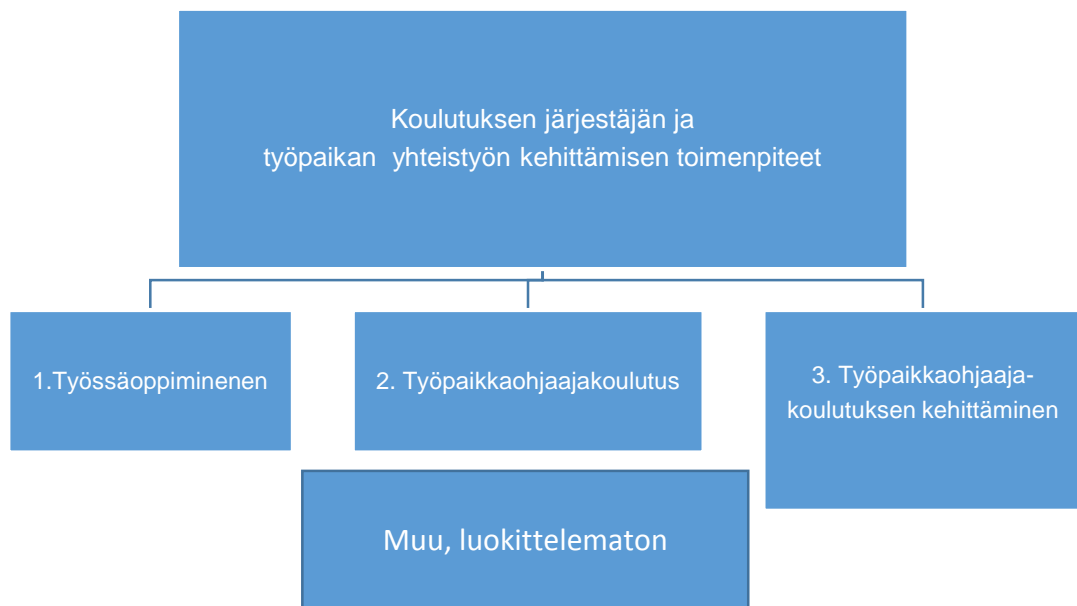 Koulutuksen järjestäjän ja
työpaikan yhteistyön kehittämisen toimenpiteet
1.Työssäoppiminenen
2. Työpaikkaohjaajakoulutus
3. Työpaikkaohjaaja-
koulutuksen kehittäminen
Muu, luokittelematon